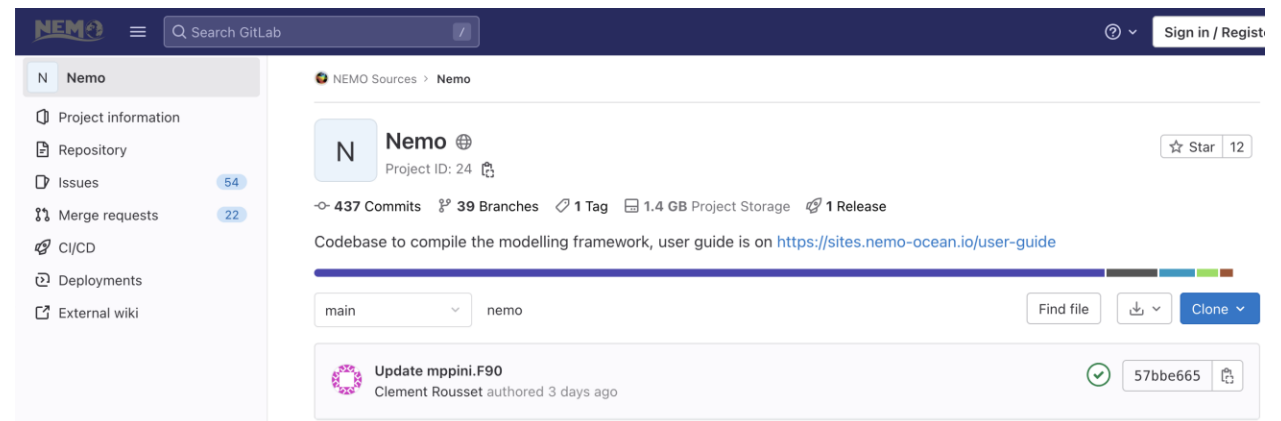 NEMO
Search GitLab /
Sign in / Regist
N Nemo
Project information
Repository
Issues 54
Merge requests 22
CI/CD
Deployments
External wiki
NEMO Sources > Nemo
N
Nemo
Project ID: 24
Star 12
437 Commits 39 Branches 1 Tag 1.4 GB Project Storage 1 Release
Codebase to compile the modelling framework, user guide is on https://sites.nemo-ocean.io/user-guide
main nemo Find file Clone
Update mppini.F90
Clement Rousset authored 3 days ago
57bbe665